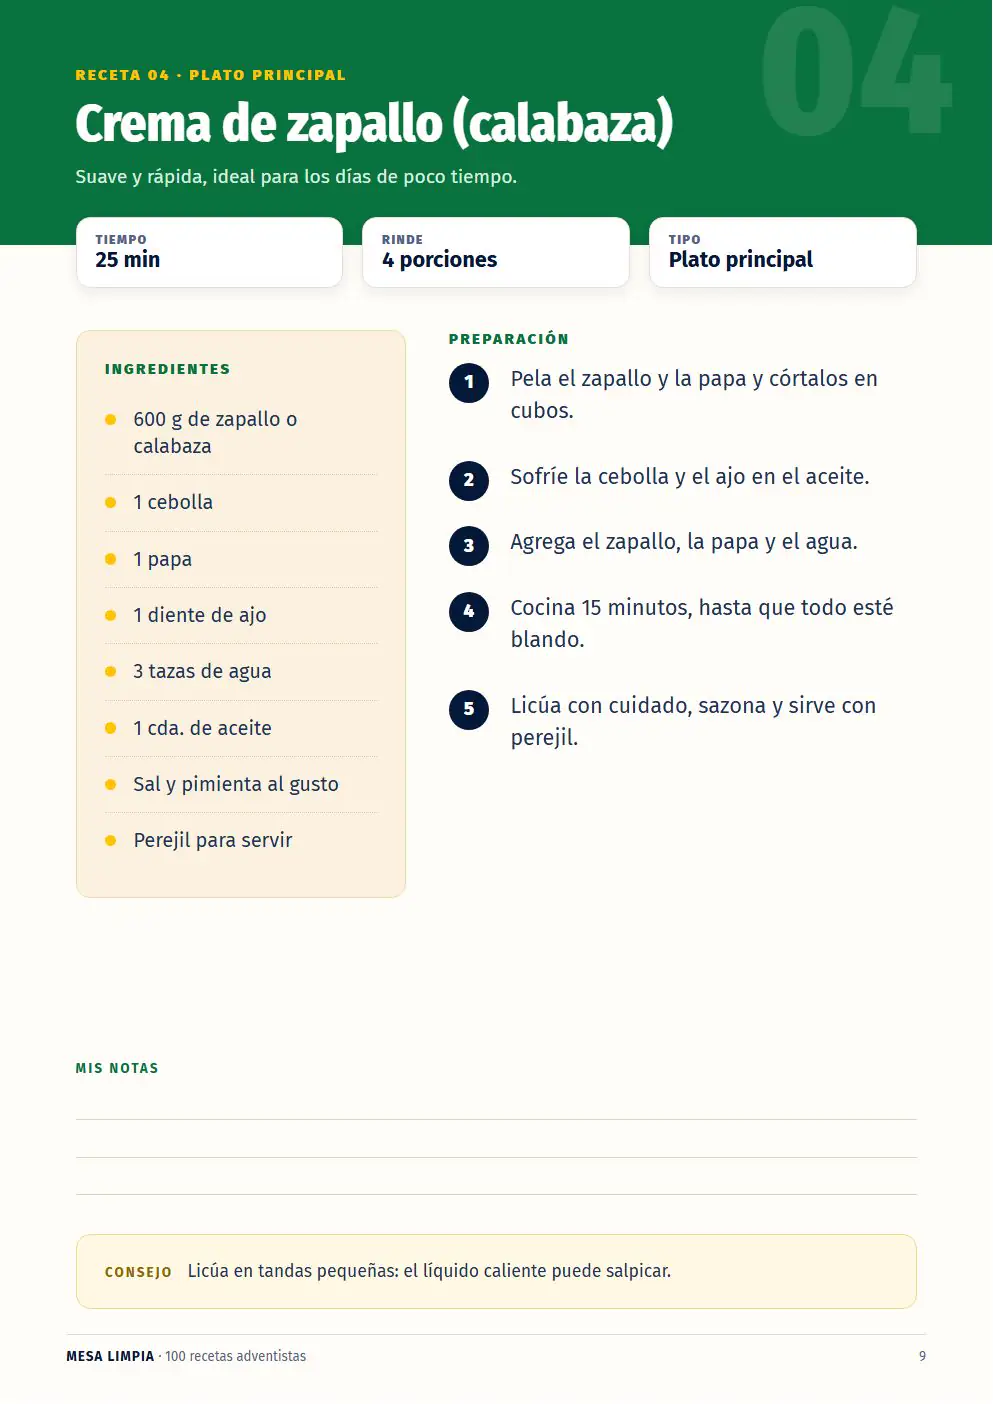 04
RECETA 04 · PLATO PRINCIPAL
Crema de zapallo (calabaza)
Suave y rápida, ideal para los días de poco tiempo.
TIEMPO
25 min
RINDE
4 porciones
TIPO
Plato principal
INGREDIENTES
600 g de zapallo o
calabaza
1 cebolla
1 papa
1 diente de ajo
3 tazas de agua
1 cda. de aceite
Sal y pimienta al gusto
Perejil para servir
PREPARACIÓN
1 Pela el zapallo y la papa y córtalos en
cubos.
2 Sofríe la cebolla y el ajo en el aceite.
3 Agrega el zapallo, la papa y el agua.
4 Cocina 15 minutos, hasta que todo esté
blando.
5 Licúa con cuidado, sazona y sirve con
perejil.
MIS NOTAS
CONSEJO Licúa en tandas pequeñas: el líquido caliente puede salpicar.
MESA LIMPIA · 100 recetas adventistas
9